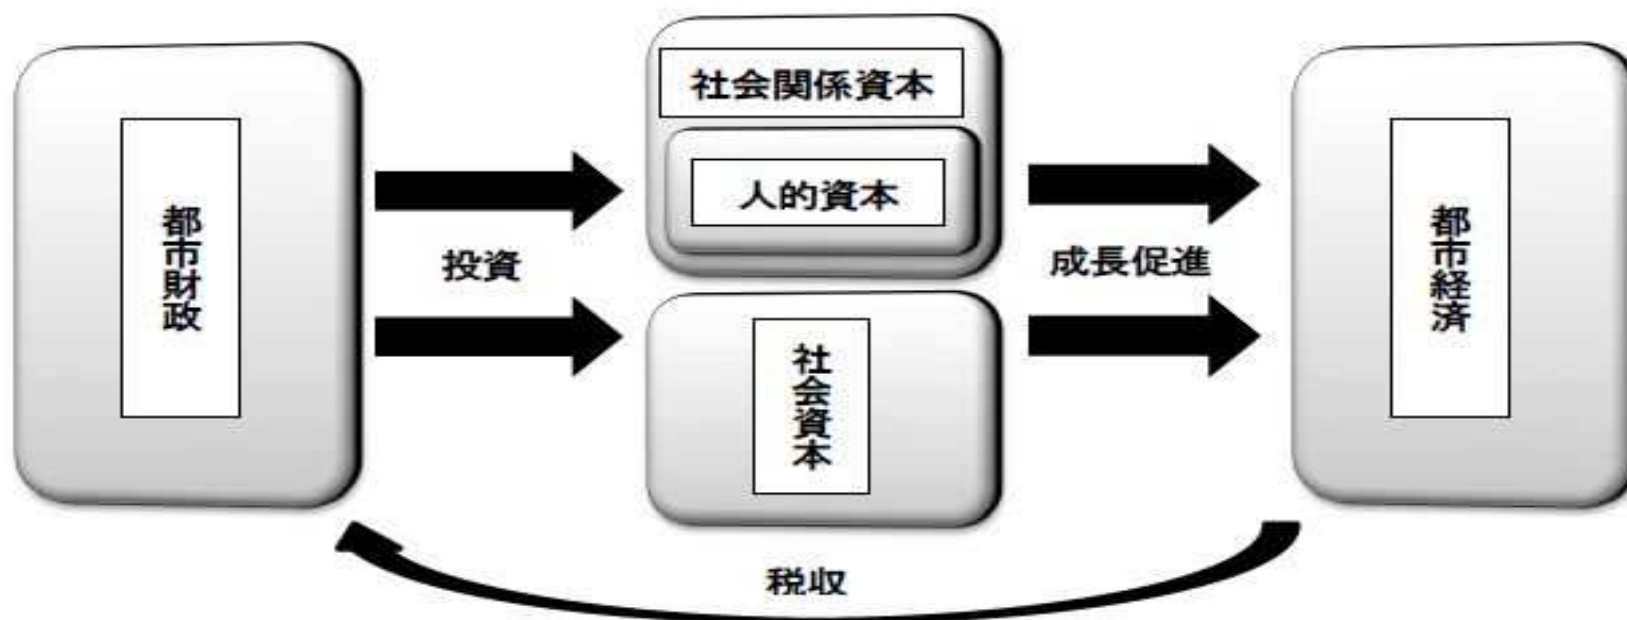 都市財政
投資
社会関係資本
人的資本
社会資本
成長促進
都市経済
税収